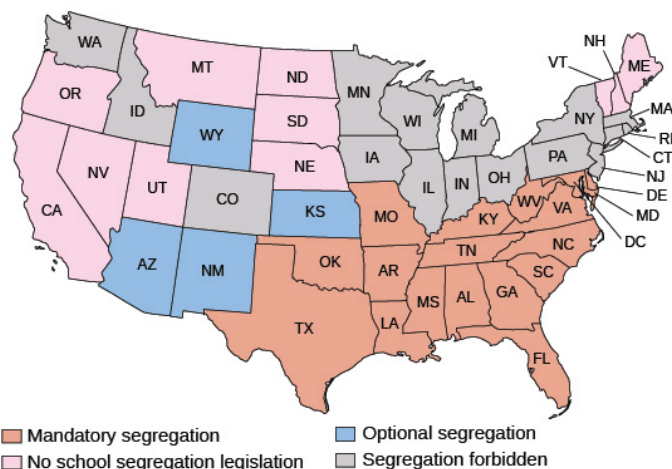 WA
NH
VT
ME
MT
ND
MN
OR
ID
SD
WI
MI
NY
MA
RI
CT
WY
IA
PA
NJ
NE
NV
UT
CO
IL
IN
OH
DE
MD
DC
CA
KS
MO
WV
VA
KY
NC
TN
AZ
NM
OK
AR
SC
MS
AL
GA
TX
LA
FL
Mandatory segregation
Optional segregation
No school segregation legislation
Segregation forbidden